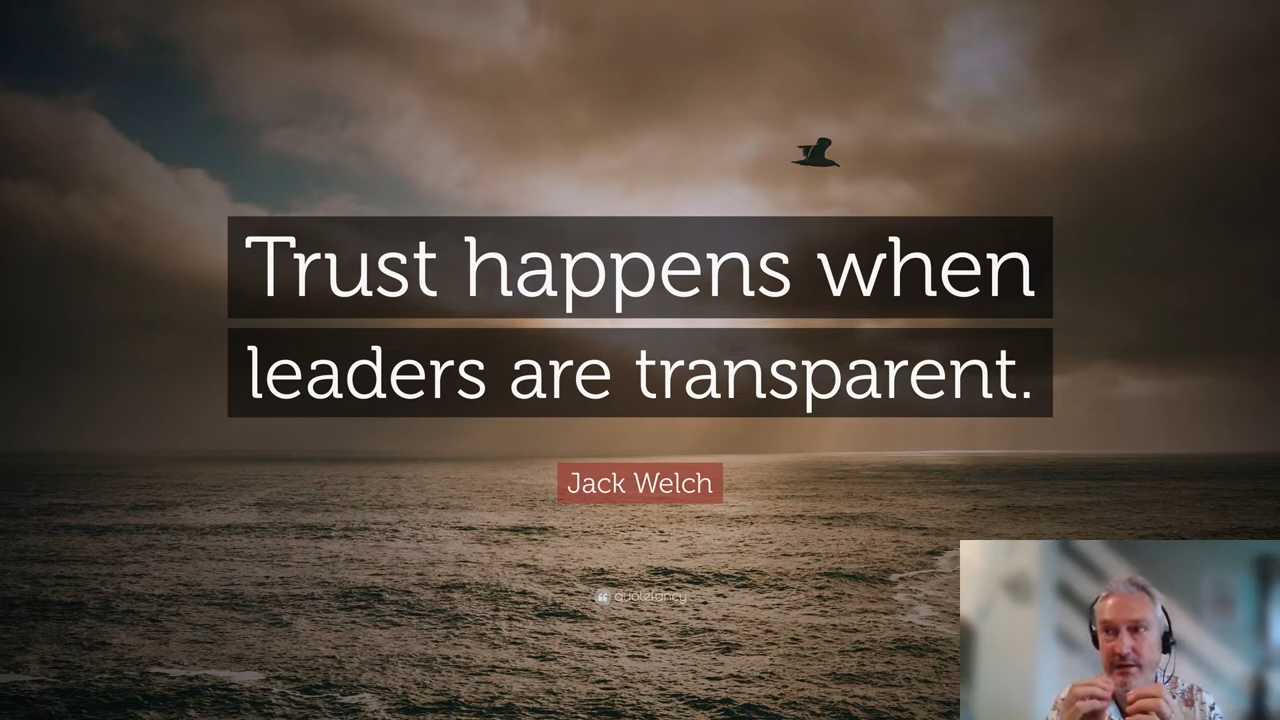 Trust happens when
leaders are transparent.
Jack Welch
quotefancy